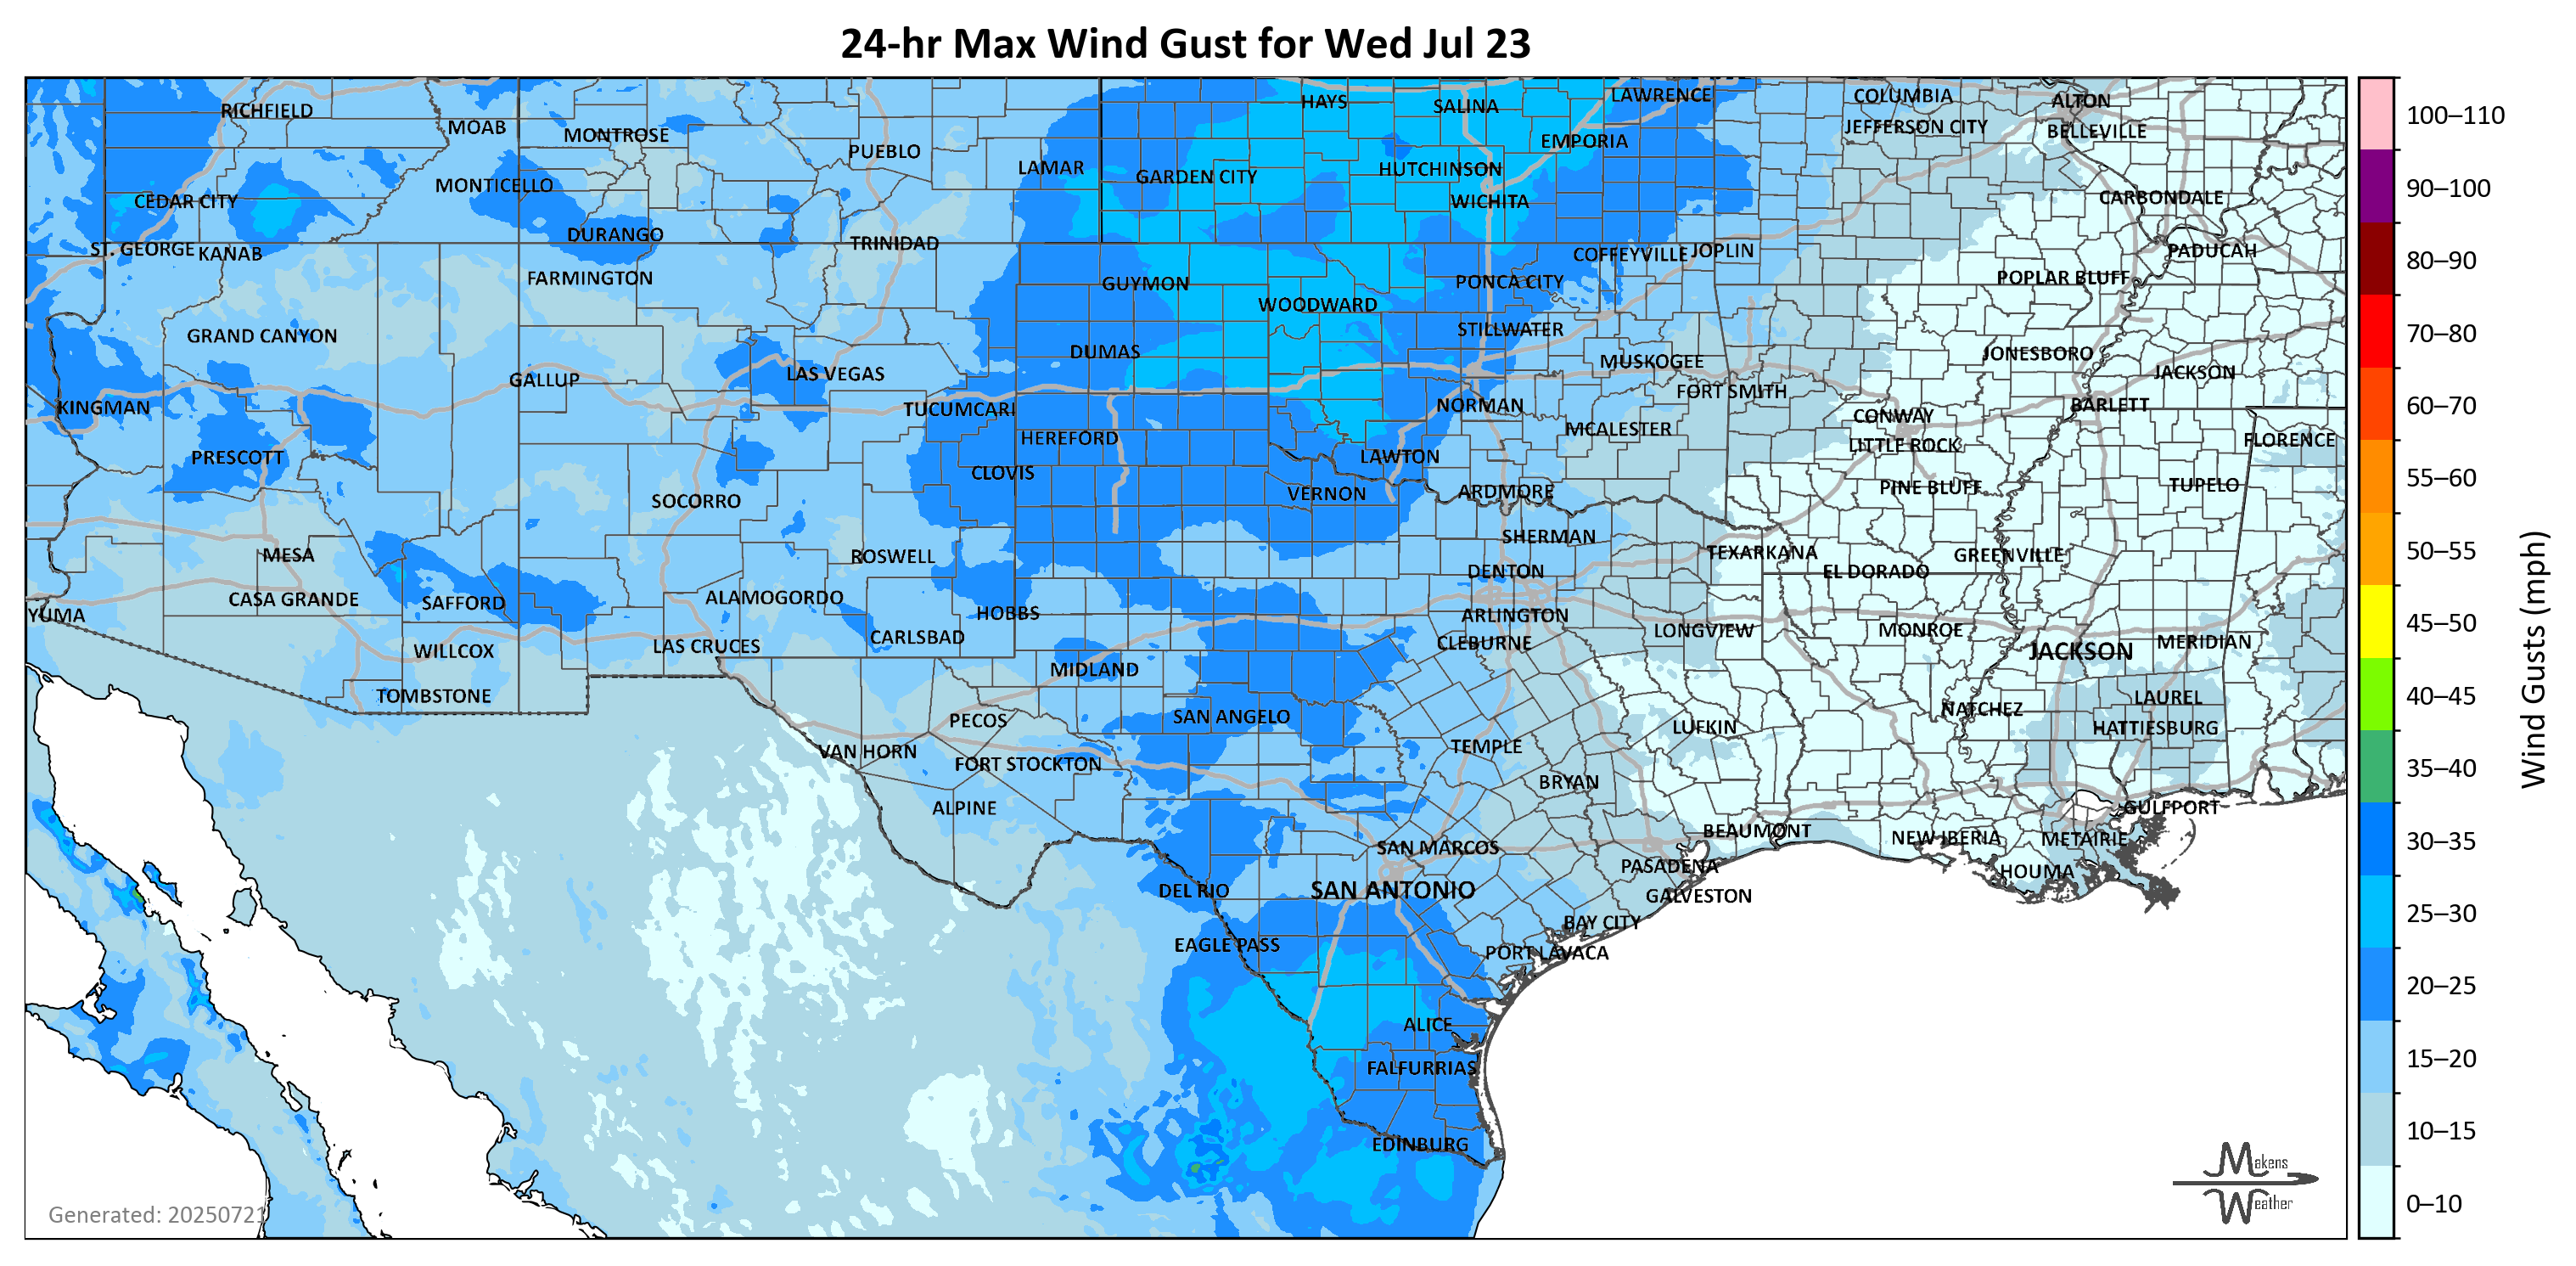 24-hr Max Wind Gust for Wed Jul 23
RICHFIELD
MOAB
MONTROSE
PUEBLO
LAMAR
HAYS
SALINA
LAWRENCE
EMPORIA
COLUMBIA
JEFFERSON CITY
ALTON
BELLEVILLE
CEDAR CITY
MONTICELLO
GARDEN CITY
HUTCHINSON
WICHITA
CARBONDALE
ST. GEORGE
KANAB
DURANGO
TRINIDAD
COFFEYVILLE
JOPLIN
PADUCAH
FARMINGTON
GUYMON
WOODWARD
PONCA CITY
POPLAR BLUFF
GRAND CANYON
DUMAS
STILLWATER
MUSKOGEE
JONESBORO
JACKSON
GALLUP
LAS VEGAS
FORT SMITH
KINGMAN
TUCUMCARI
NORMAN
CONWAY
BARLETT
HEREFORD
MCALESTER
LITTLE ROCK
FLORENCE
PRESCOTT
CLOVIS
LAWTON
SOCORRO
VERNON
ARDMORE
PINE BLUFF
TUPELO
MESA
ROSWELL
SHERMAN
TEXARKANA
GREENVILLE
DENTON
EL DORADO
YUMA
CASA GRANDE
SAFFORD
ALAMOGORDO
HOBBS
ARLINGTON
WILLCOX
LAS CRUCES
CARLSBAD
CLEBURNE
LONGVIEW
MONROE
JACKSON
MERIDIAN
TOMBSTONE
MIDLAND
LAUREL
PECOS
SAN ANGELO
NATCHEZ
LUFKIN
HATTIESBURG
VAN HORN
FORT STOCKTON
TEMPLE
BRYAN
ALPINE
GULFPORT
BEAUMONT
NEW IBERIA
METAIRIE
SAN MARCOS
PASADENA
HOUMA
DEL RIO
SAN ANTONIO
GALVESTON
BAY CITY
EAGLE PASS
PORT LAVACA
ALICE
FALFURRIAS
EDINBURG
Generated: 20250721
Makens
Weather
100–110
90–100
80–90
70–80
60–70
55–60
50–55
45–50
40–45
35–40
30–35
25–30
20–25
15–20
10–15
0–10
Wind Gusts (mph)